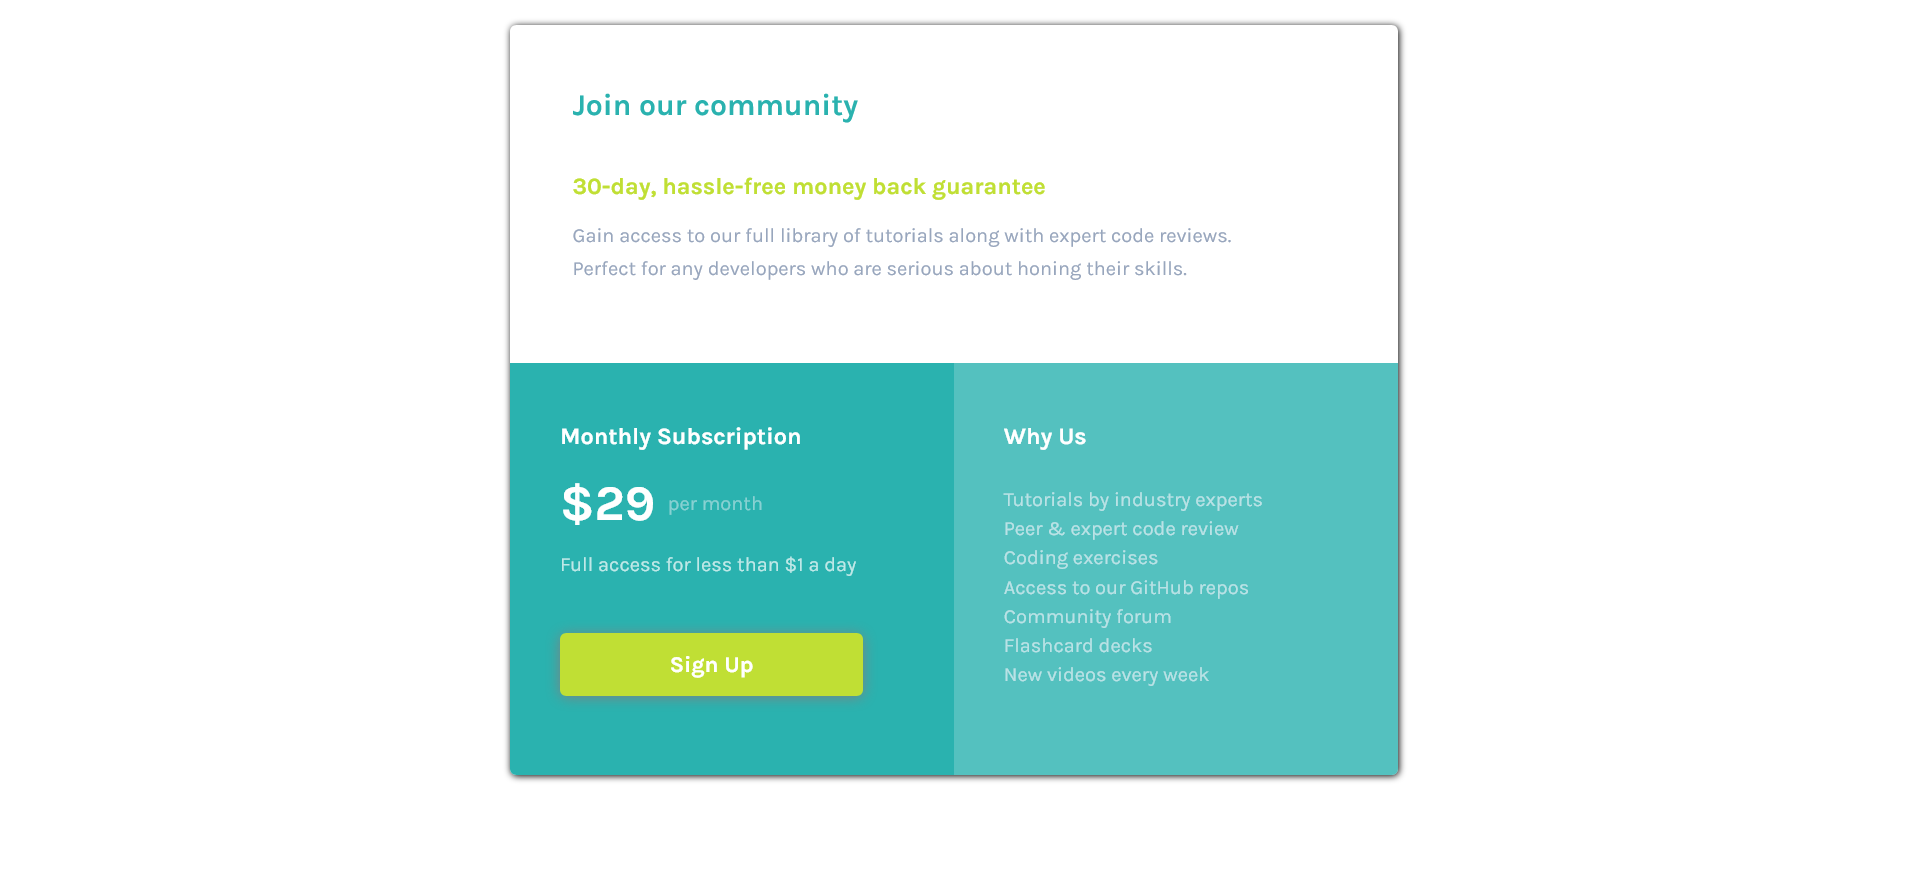 Join our community
30-day, hassle-free money back guarantee
Gain access to our full library of tutorials along with expert code reviews.
Perfect for any developers who are serious about honing their skills.
Monthly Subscription
$29 per month
Full access for less than $1 a day
Sign Up
Why Us
Tutorials by industry experts
Peer & expert code review
Coding exercises
Access to our GitHub repos
Community forum
Flashcard decks
New videos every week